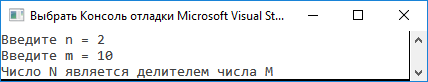 Выбрать Консоль отладки Microsoft Visual St...
Введите n = 2
Введите m = 10
Число N является делителем числа M